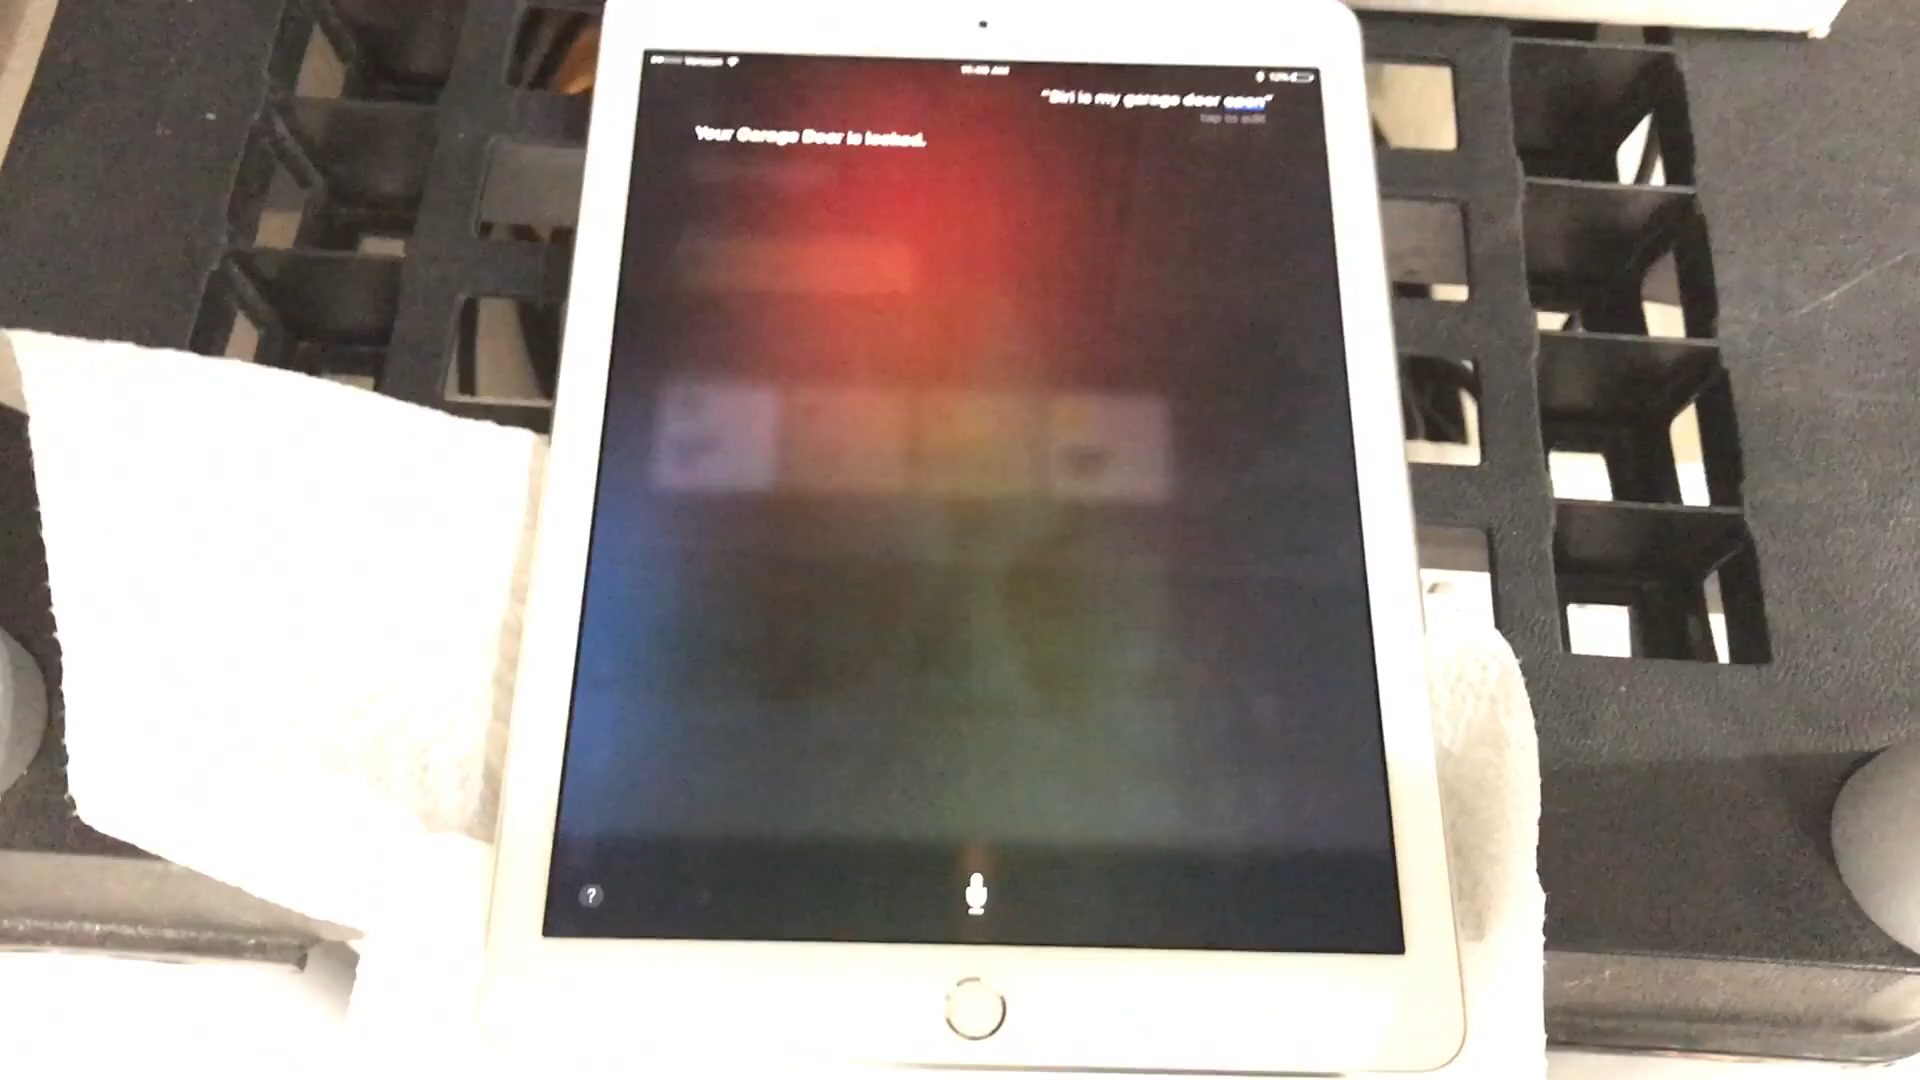 "Siri is my garage door open"
tap to edit
Your Garage Door is locked.
?